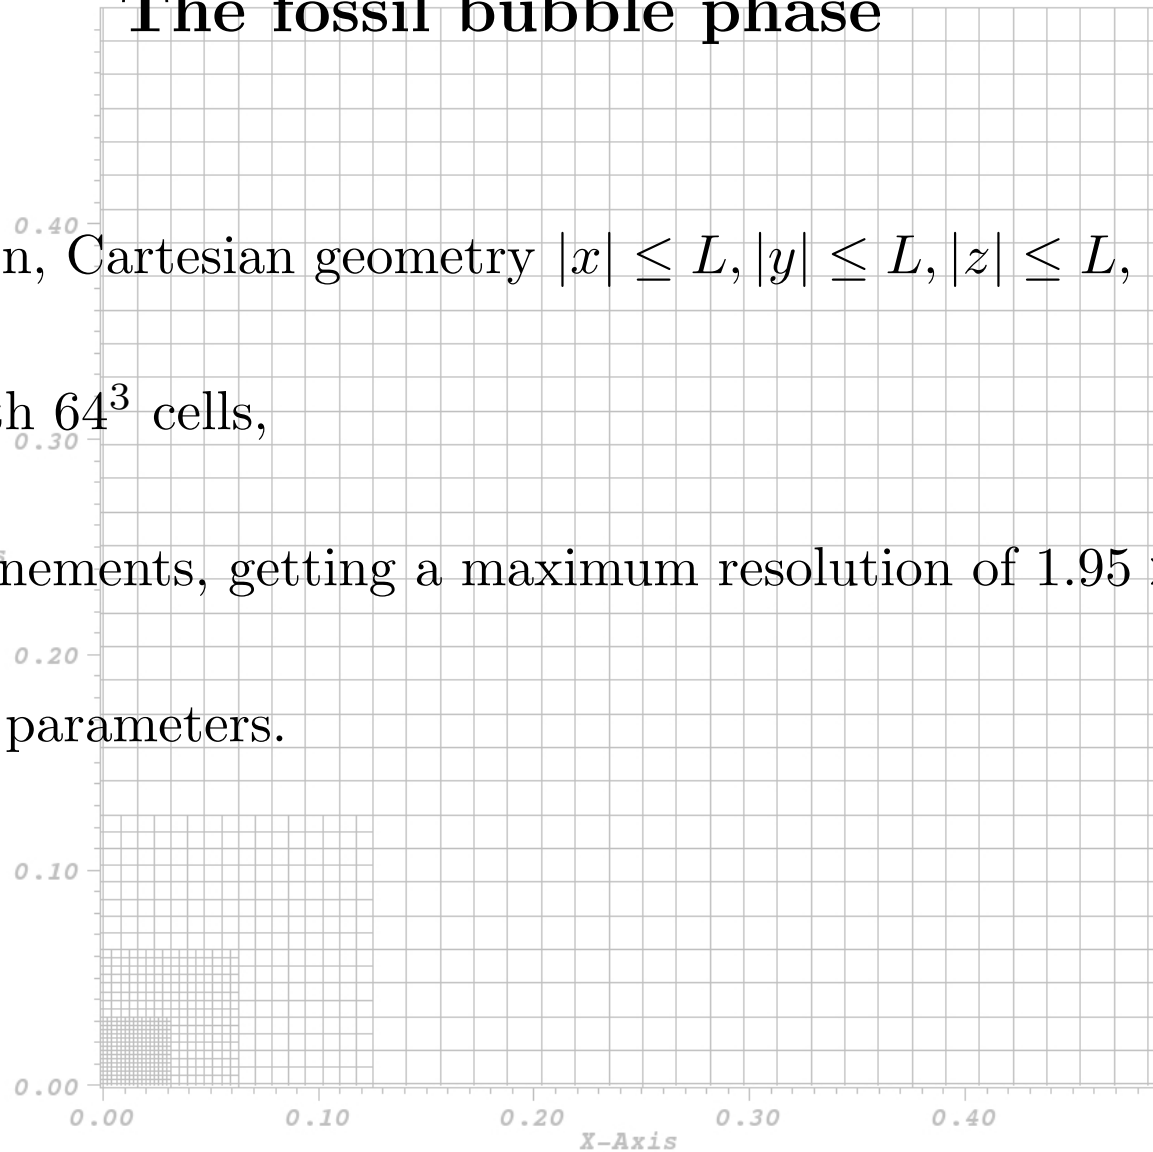 The fossil bubble phase
0.40
n, Cartesian geometry |x| ≤ L, |y| ≤ L, |z| ≤ L,
h 64³ cells,
0.30
nements, getting a maximum resolution of 1.95
0.20
parameters.
0.10
0.00
0.00 0.10 0.20 0.30 0.40
X-Axis